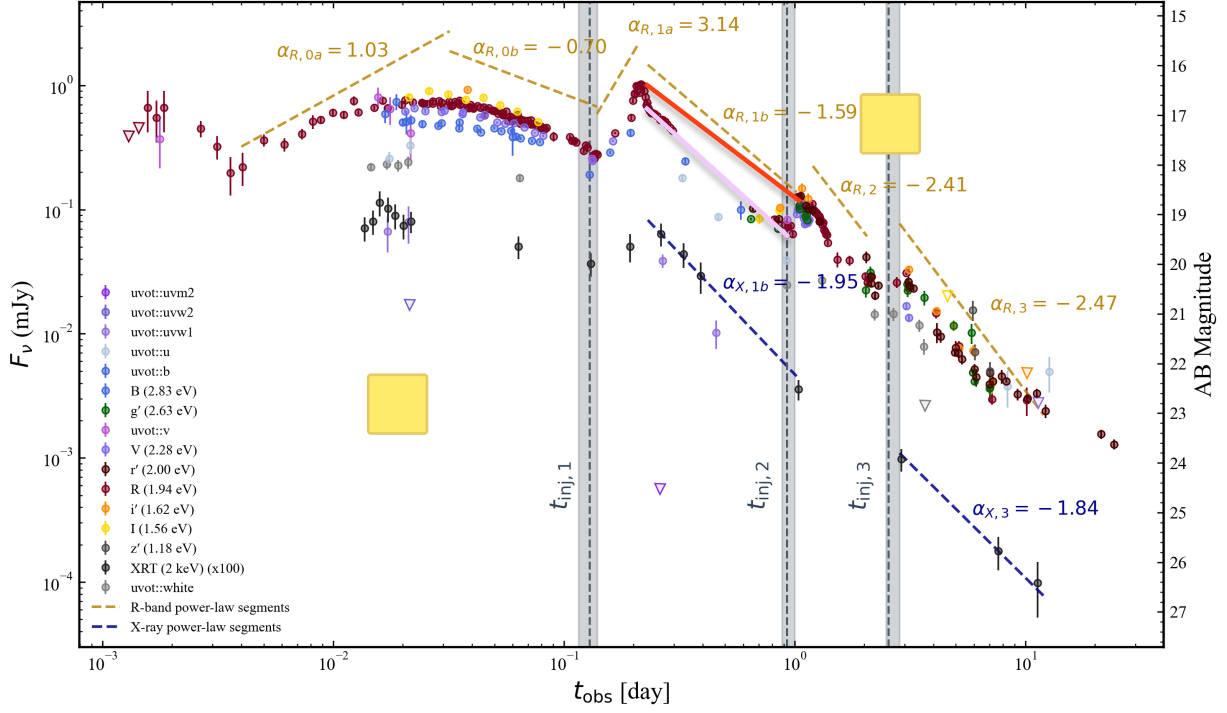 α_{R, 0a} = 1.03
α_{R, 0b} = −0.70
α_{R, 1a} = 3.14
α_{R, 1b} = −1.59
α_{R, 2} = −2.41
α_{X, 1b} = −1.95
α_{R, 3} = −2.47
α_{X, 3} = −1.84
t_{inj, 1}
t_{inj, 2}
t_{inj, 3}
uvot::uvm2
uvot::uvw2
uvot::uvw1
uvot::u
uvot::b
B (2.83 eV)
g′ (2.63 eV)
uvot::v
V (2.28 eV)
r′ (2.00 eV)
R (1.94 eV)
i′ (1.62 eV)
I (1.56 eV)
z′ (1.18 eV)
XRT (2 keV) (x100)
uvot::white
R-band power-law segments
X-ray power-law segments
F_ν (mJy)
10^0
10^{−1}
10^{−2}
10^{−3}
10^{−4}
10^{−3}
10^{−2}
10^{−1}
10^0
10^1
t_{obs} [day]
15
16
17
18
19
20
21
22
23
24
25
26
27
AB Magnitude